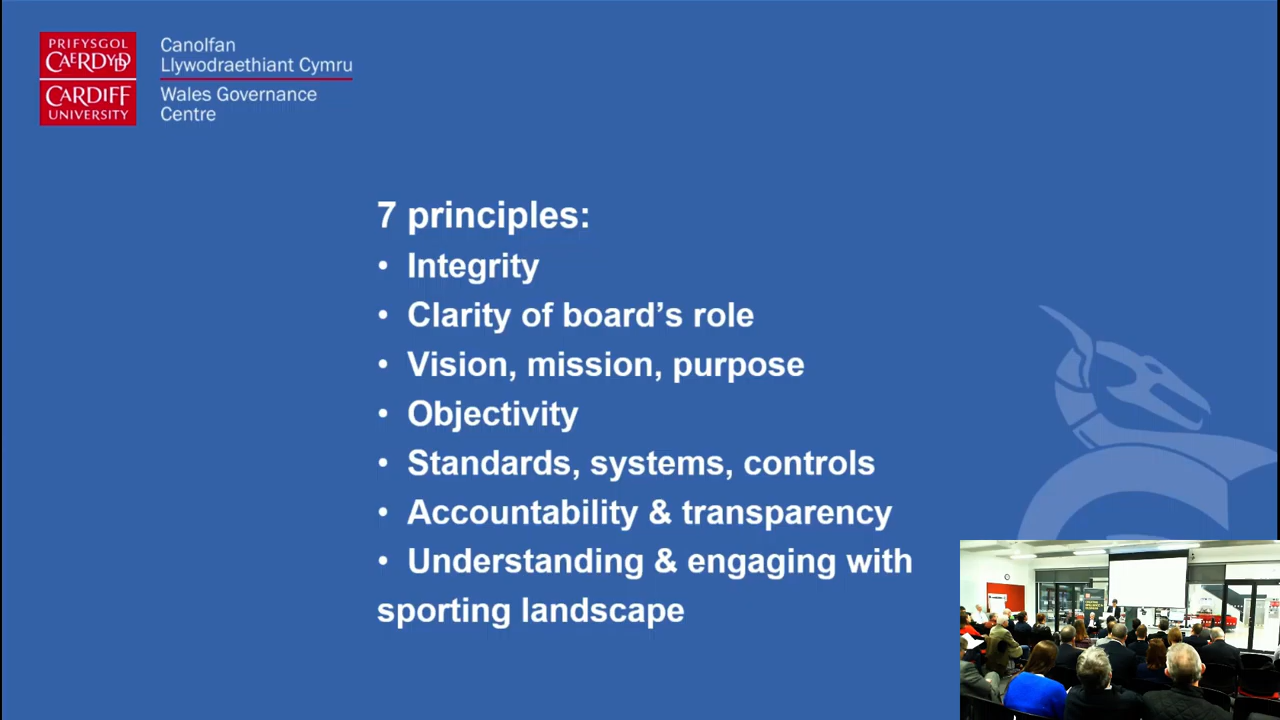 PRIFYSGOL
CAERDYDD
CARDIFF
UNIVERSITY
Canolfan
Llywodraethiant Cymru
Wales Governance
Centre
7 principles:
• Integrity
• Clarity of board’s role
• Vision, mission, purpose
• Objectivity
• Standards, systems, controls
• Accountability & transparency
• Understanding & engaging with
sporting landscape